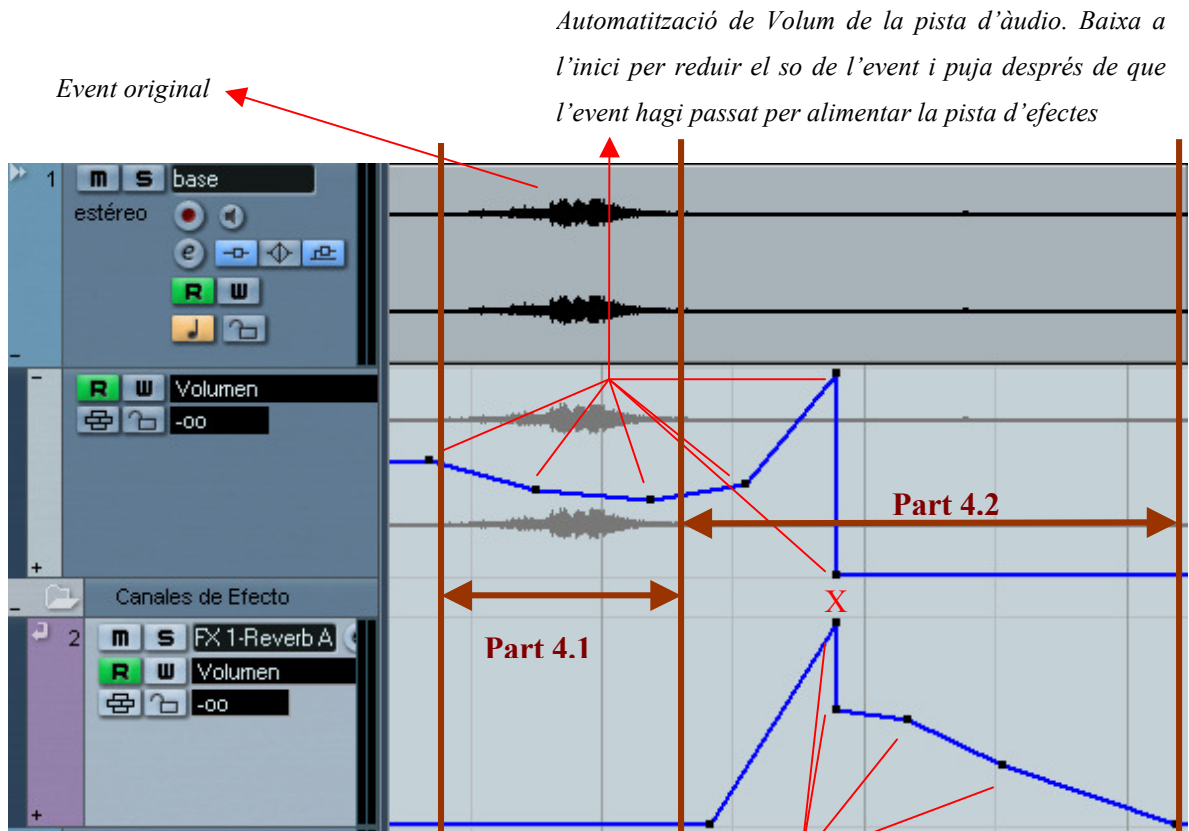 Automatització de Volum de la pista d'àudio. Baixa a
l'inici per reduir el so de l'event i puja després de que
l'event hagi passat per alimentar la pista d'efectes
Event original
1 m S base
estéreo
e
R W
R W Volumen
-oo
Part 4.2
Canales de Efecto
X
Part 4.1
2 m S FX 1-Reverb A
R W Volumen
-oo